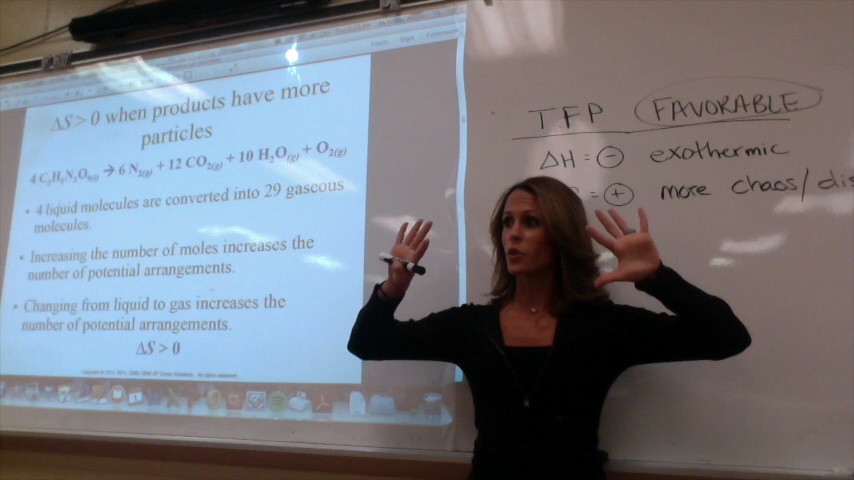 ΔS > 0 when products have more
particles
4 C₃H₅N₃O₉₍ₗ₎ → 6 N₂₍g₎ + 12 CO₂₍g₎ + 10 H₂O₍g₎ + O₂₍g₎
• 4 liquid molecules are converted into 29 gaseous
molecules.
• Increasing the number of moles increases the
number of potential arrangements.
• Changing from liquid to gas increases the
number of potential arrangements.
ΔS > 0
TFP FAVORABLE
ΔH = ⊖ exothermic
= ⊕ more chaos/dis